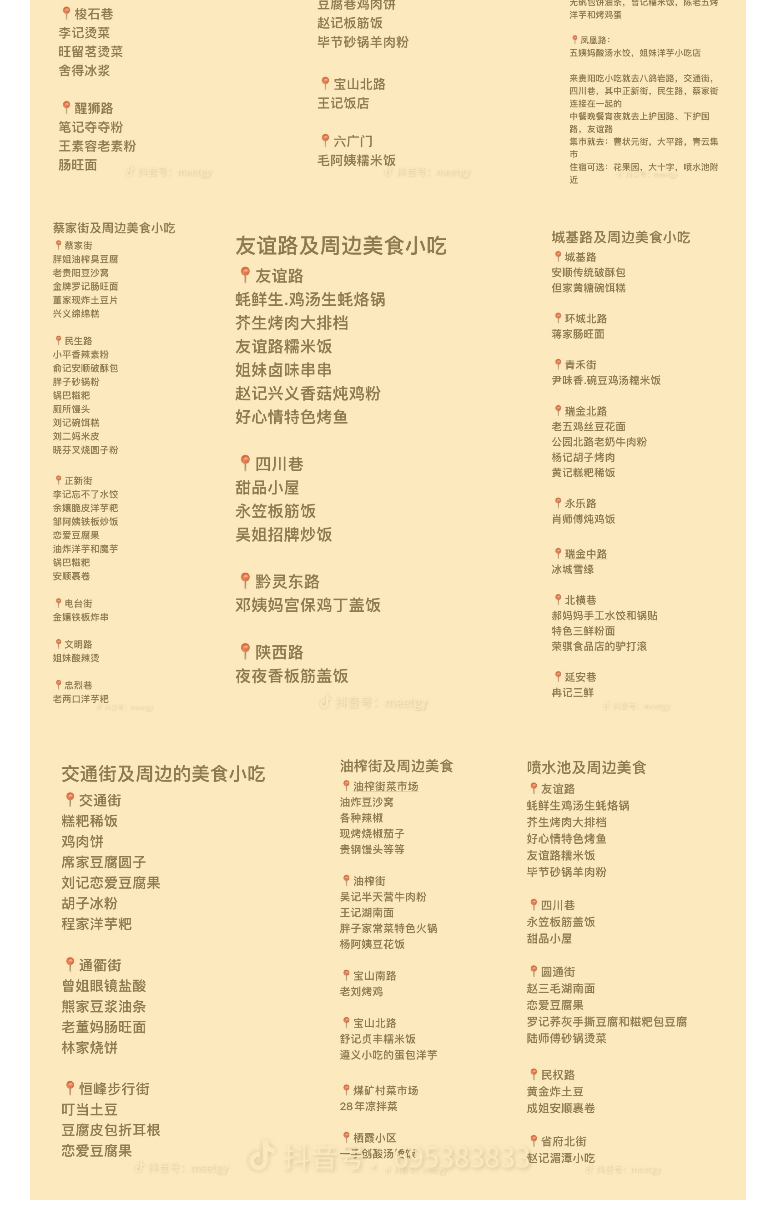 梭石巷
李记烫菜
旺留茗烫菜
舍得冰浆
醒狮路
笔记夺夺粉
王素容老素粉
肠旺面
豆腐巷鸡肉饼
赵记板筋饭
毕节砂锅羊肉粉
宝山北路
王记饭店
六广门
毛阿姨糯米饭
洋芋和烤鸡蛋
凤凰路：
五姨妈酸汤水饺，姐妹洋芋小吃店
来贵阳吃小吃就去八鸽岩路，交通街，
四川巷，其中正新街，民生路，蔡家街
连接在一起的
中餐晚餐宵夜就去上护国路、下护国
路，友谊路
集市就去：曹状元街，大平路，青云集
市
住宿可选：花果园，大十字，喷水池附
近
抖音号：meetgy
蔡家街及周边美食小吃
蔡家街
胖姐油榨臭豆腐
老贵阳豆沙窝
金牌罗记肠旺面
董家现炸土豆片
兴义绵绵糕
民生路
小平香辣素粉
俞记安顺破酥包
胖子砂锅粉
锅巴糍粑
厕所馒头
刘记碗饵糕
刘二妈米皮
晓芬叉烧圆子粉
正新街
李记忘不了水饺
余孃脆皮洋芋粑
邹阿姨铁板炒饭
恋爱豆腐果
油炸洋芋和魔芋
锅巴糍粑
安顺裹卷
电台街
金孃铁板炸串
文明路
姐妹酸辣烫
忠烈巷
老两口洋芋粑
友谊路及周边美食小吃
友谊路
蚝鲜生.鸡汤生蚝烙锅
芥生烤肉大排档
友谊路糯米饭
姐妹卤味串串
赵记兴义香菇炖鸡粉
好心情特色烤鱼
四川巷
甜品小屋
永笠板筋饭
吴姐招牌炒饭
黔灵东路
邓姨妈宫保鸡丁盖饭
陕西路
夜夜香板筋盖饭
抖音号：meetgy
城基路及周边美食小吃
城基路
安顺传统破酥包
但家黄糖碗饵糕
环城北路
蒋家肠旺面
青禾街
尹味香.碗豆鸡汤糯米饭
瑞金北路
老五鸡丝豆花面
公园北路老奶牛肉粉
杨记胡子烤肉
黄记糕粑稀饭
永乐路
肖师傅炖鸡饭
瑞金中路
冰城雪缘
北横巷
郝妈妈手工水饺和锅贴
特色三鲜粉面
荣骐食品店的驴打滚
延安巷
冉记三鲜
交通街及周边的美食小吃
交通街
糕粑稀饭
鸡肉饼
席家豆腐圆子
刘记恋爱豆腐果
胡子冰粉
程家洋芋粑
通衢街
曾姐眼镜盐酸
熊家豆浆油条
老董妈肠旺面
林家烧饼
恒峰步行街
叮当土豆
豆腐皮包折耳根
恋爱豆腐果
油榨街及周边美食
油榨街菜市场
油炸豆沙窝
各种辣椒
现烤烧椒茄子
贵钢馒头等等
油榨街
吴记半天营牛肉粉
王记湖南面
胖子家常菜特色火锅
杨阿姨豆花饭
宝山南路
老刘烤鸡
宝山北路
舒记贞丰糯米饭
遵义小吃的蛋包洋芋
煤矿村菜市场
28年凉拌菜
栖霞小区
喷水池及周边美食
友谊路
蚝鲜生鸡汤生蚝烙锅
芥生烤肉大排档
好心情特色烤鱼
友谊路糯米饭
毕节砂锅羊肉粉
四川巷
永笠板筋盖饭
甜品小屋
圆通街
赵三毛湖南面
恋爱豆腐果
罗记荞灰手撕豆腐和糍粑包豆腐
陆师傅砂锅烫菜
民权路
黄金炸土豆
成姐安顺裹卷
省府北街
赵记湄潭小吃
抖音号：695383833